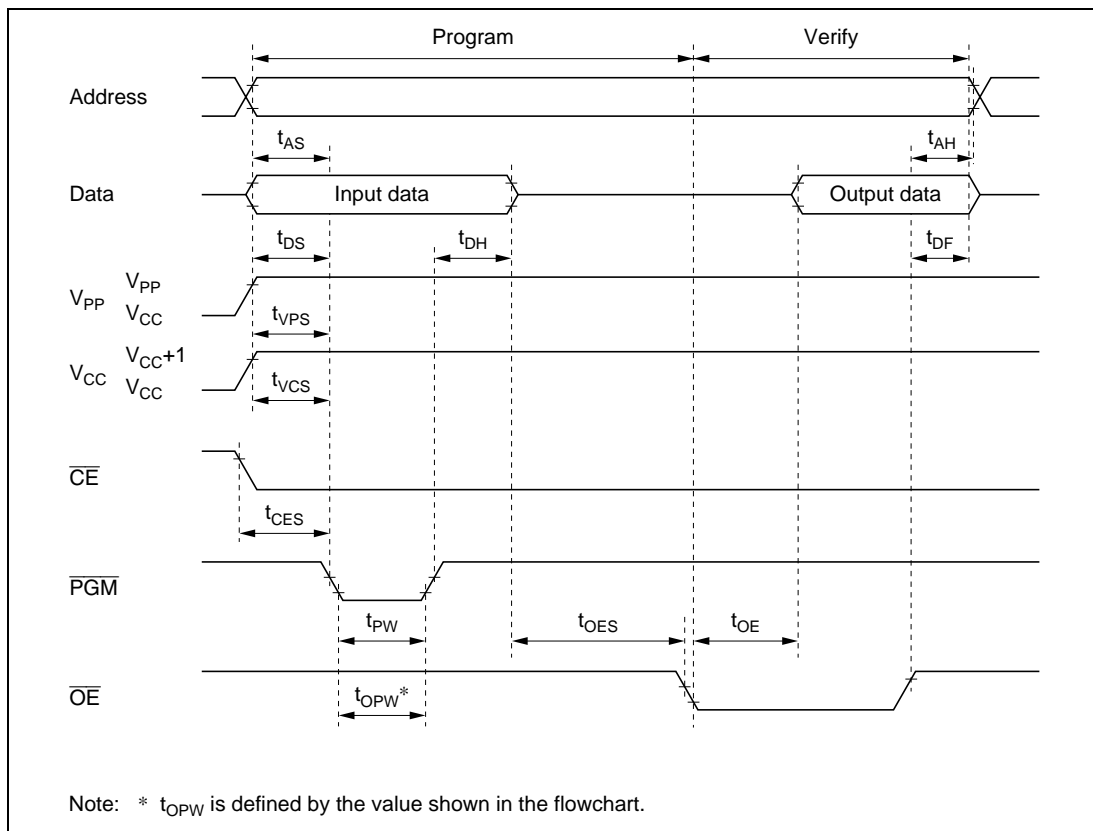 Program Verify
Address
tAS tAH
Data Input data Output data
tDS tDH tDF
VPP VPP
VCC
tVPS
VCC VCC+1
VCC
tVCS
CE
tCES
PGM
tPW tOES tOE
OE
tOPW*
Note: * tOPW is defined by the value shown in the flowchart.